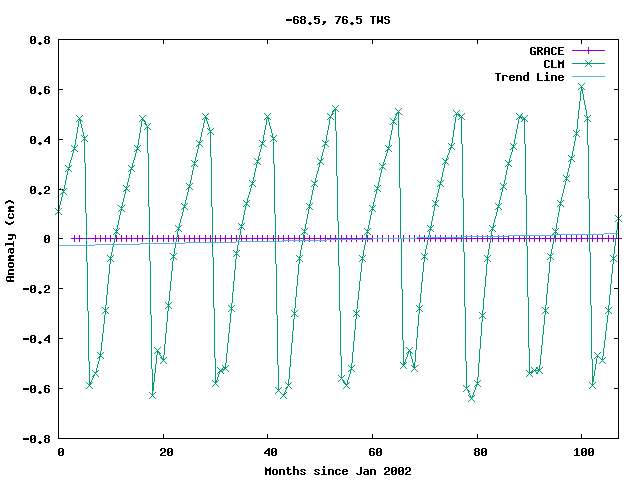 -68.5, 76.5 TWS
GRACE
CLM
Trend Line
0.8
0.6
0.4
0.2
0
-0.2
-0.4
-0.6
-0.8
Anomaly (cm)
0 20 40 60 80 100
Months since Jan 2002